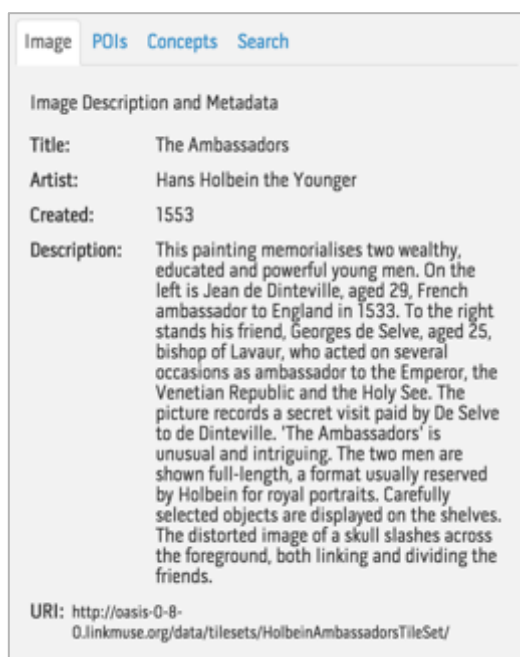 Image POIs Concepts Search
Image Description and Metadata
Title: The Ambassadors
Artist: Hans Holbein the Younger
Created: 1553
Description: This painting memorialises two wealthy,
educated and powerful young men. On the
left is Jean de Dinteville, aged 29, French
ambassador to England in 1533. To the right
stands his friend, Georges de Selve, aged 25,
bishop of Lavaur, who acted on several
occasions as ambassador to the Emperor, the
Venetian Republic and the Holy See. The
picture records a secret visit paid by De Selve
to de Dinteville. 'The Ambassadors' is
unusual and intriguing. The two men are
shown full-length, a format usually reserved
by Holbein for royal portraits. Carefully
selected objects are displayed on the shelves.
The distorted image of a skull slashes across
the foreground, both linking and dividing the
friends.
URI: http://oasis-0-8-
0.linkmuse.org/data/tilesets/HolbeinAmbassadorsTileSet/